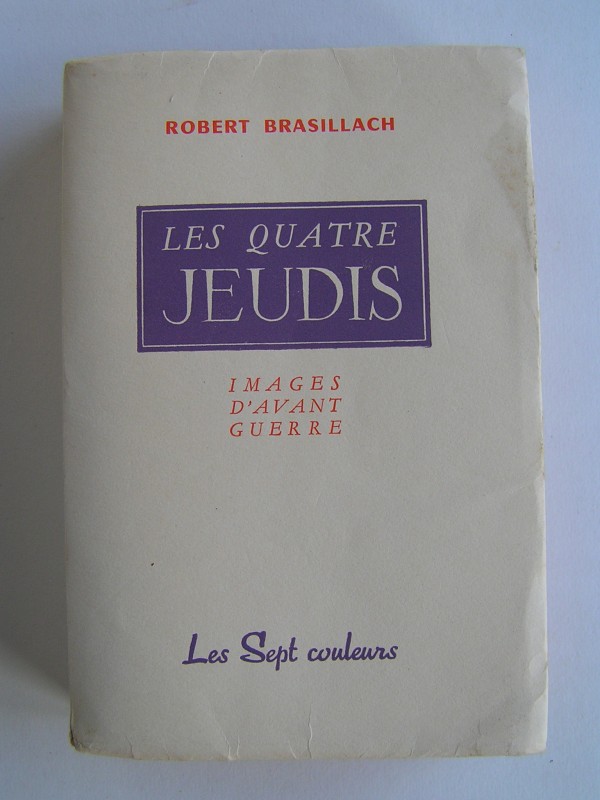 ROBERT BRASILLACH
LES QUATRE
JEUDIS
IMAGES
D'AVANT
GUERRE
Les Sept couleurs